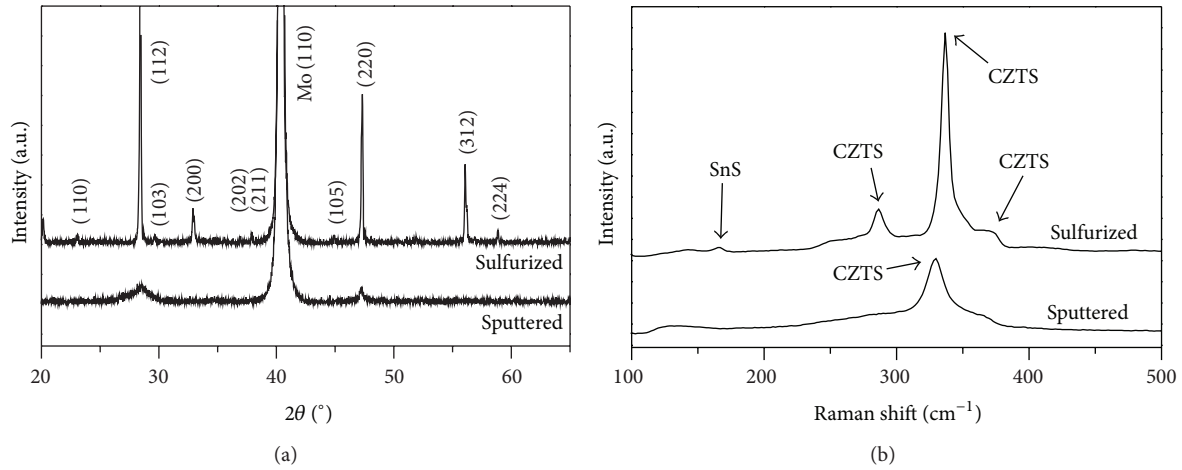 Intensity (a.u.)
(110)
(112)
(103)
(200)
(202)
(211)
Mo (110)
(105)
(220)
(312)
(224)
Sulfurized
Sputtered
20
30
40
50
60
2θ (°)
(a)
Intensity (a.u.)
SnS
CZTS
CZTS
CZTS
Sulfurized
CZTS
Sputtered
100
200
300
400
500
Raman shift (cm⁻¹)
(b)